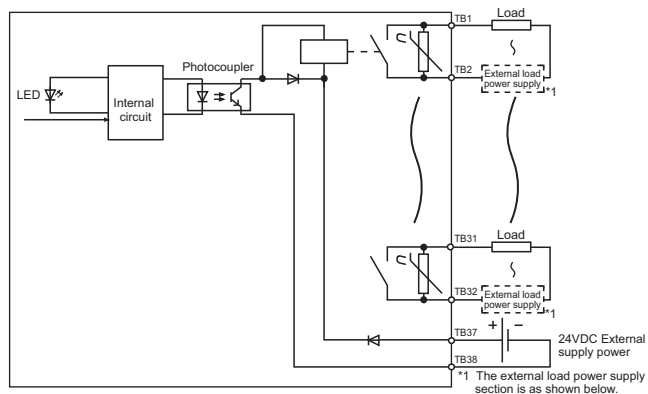 TB1
Load
Photocoupler
TB2
External load
power supply
*1
LED
Internal
circuit
TB31
Load
TB32
External load
power supply
*1
TB37
+
−
24VDC External
supply power
TB38
*1 The external load power supply
section is as shown below.